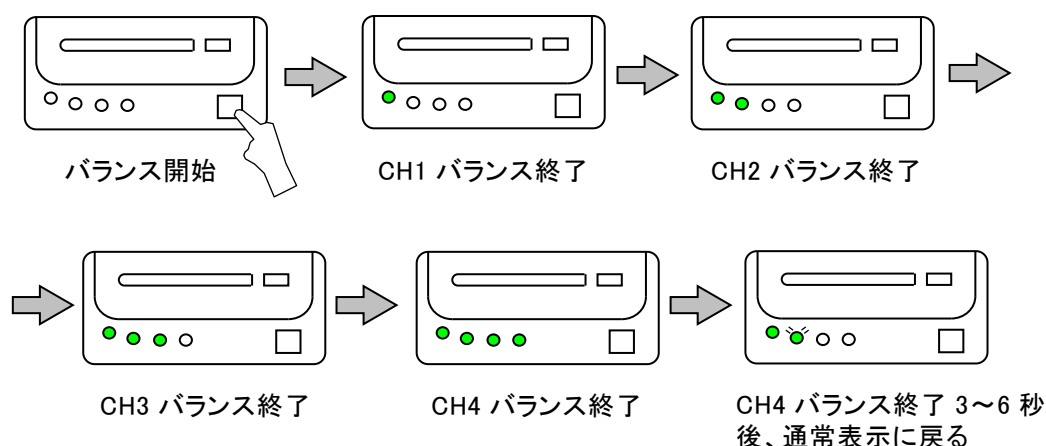 バランス開始
CH1 バランス終了
CH2 バランス終了
CH3 バランス終了
CH4 バランス終了
CH4 バランス終了 3～6 秒
後、通常表示に戻る